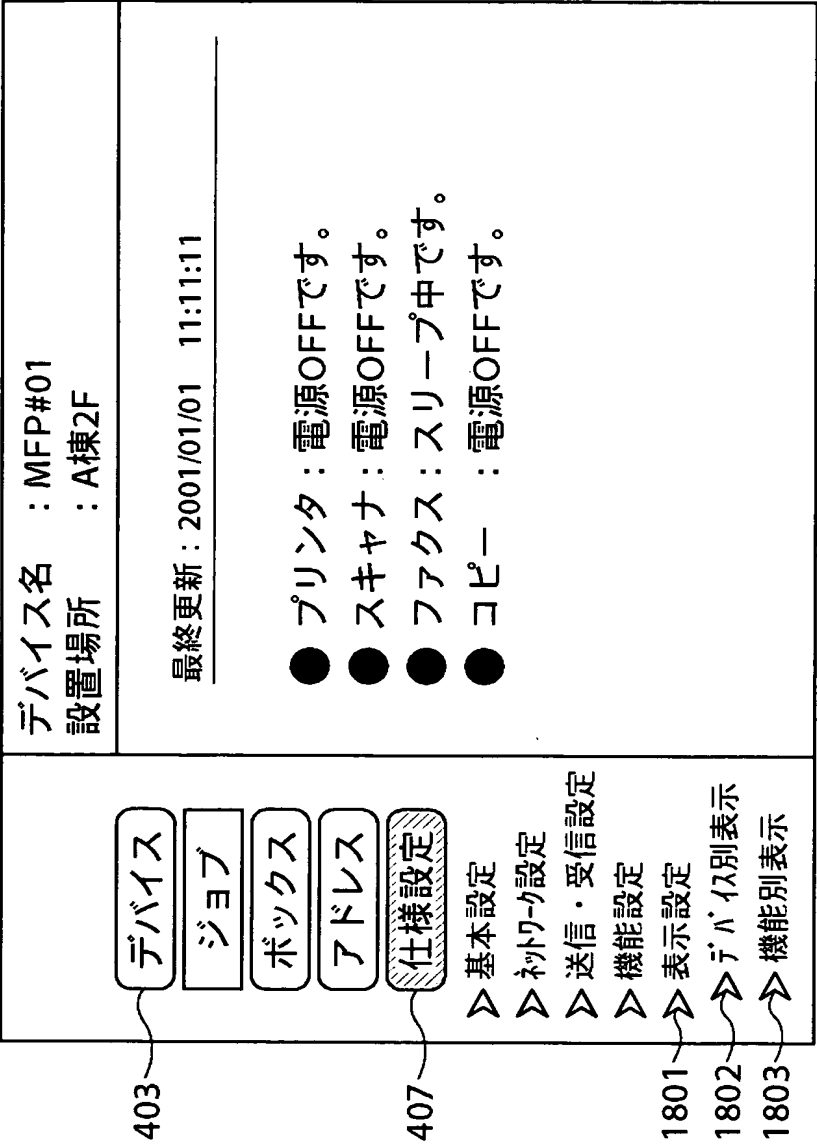 デバイス名 : MFP#01
設置場所 : A棟2F
デバイス
ジョブ
ボックス
アドレス
仕様設定
基本設定
ﾈｯﾄﾜｰｸ設定
送信・受信設定
機能設定
表示設定
ﾃﾞﾊﾞｲｽ別表示
機能別表示
最終更新 : 2001/01/01 11:11:11
● プリンタ : 電源OFFです。
● スキャナ : 電源OFFです。
● ファクス : スリープ中です。
● コピー : 電源OFFです。
403
407
1801
1802
1803